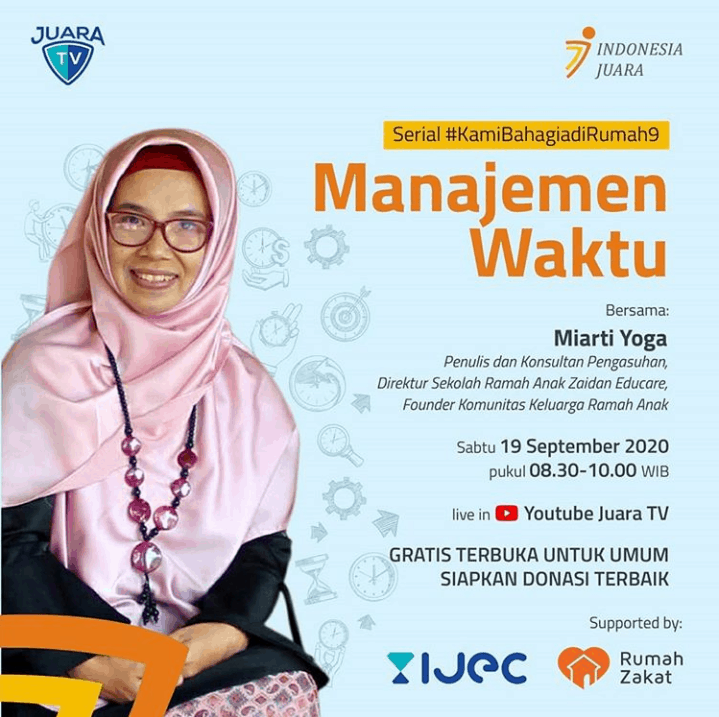 JUARA
TV
INDONESIA
JUARA
Serial #KamiBahagiadiRumah9
Manajemen
Waktu
Bersama:
Miarti Yoga
Penulis dan Konsultan Pengasuhan,
Direktur Sekolah Ramah Anak Zaidan Educare,
Founder Komunitas Keluarga Ramah Anak
Sabtu 19 September 2020
pukul 08.30-10.00 WIB
live in Youtube Juara TV
GRATIS TERBUKA UNTUK UMUM
SIAPKAN DONASI TERBAIK
Supported by:
IJEC
Rumah
Zakat